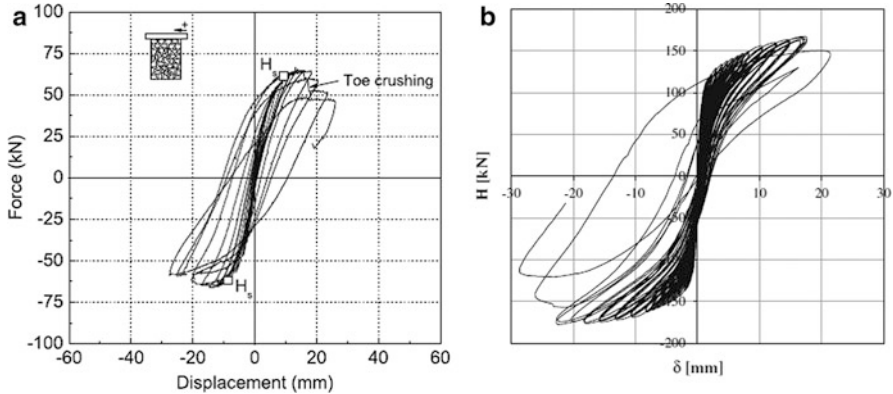 a
100
75
50
25
0
-25
-50
-75
-100
Force (kN)
+
Hs
Toe crushing
Hs
-60 -40 -20 0 20 40 60
Displacement (mm)
b
200
150
100
50
0
-50
-150
-200
H [kN]
-30 -20 -10 0 10 20 30
δ [mm]